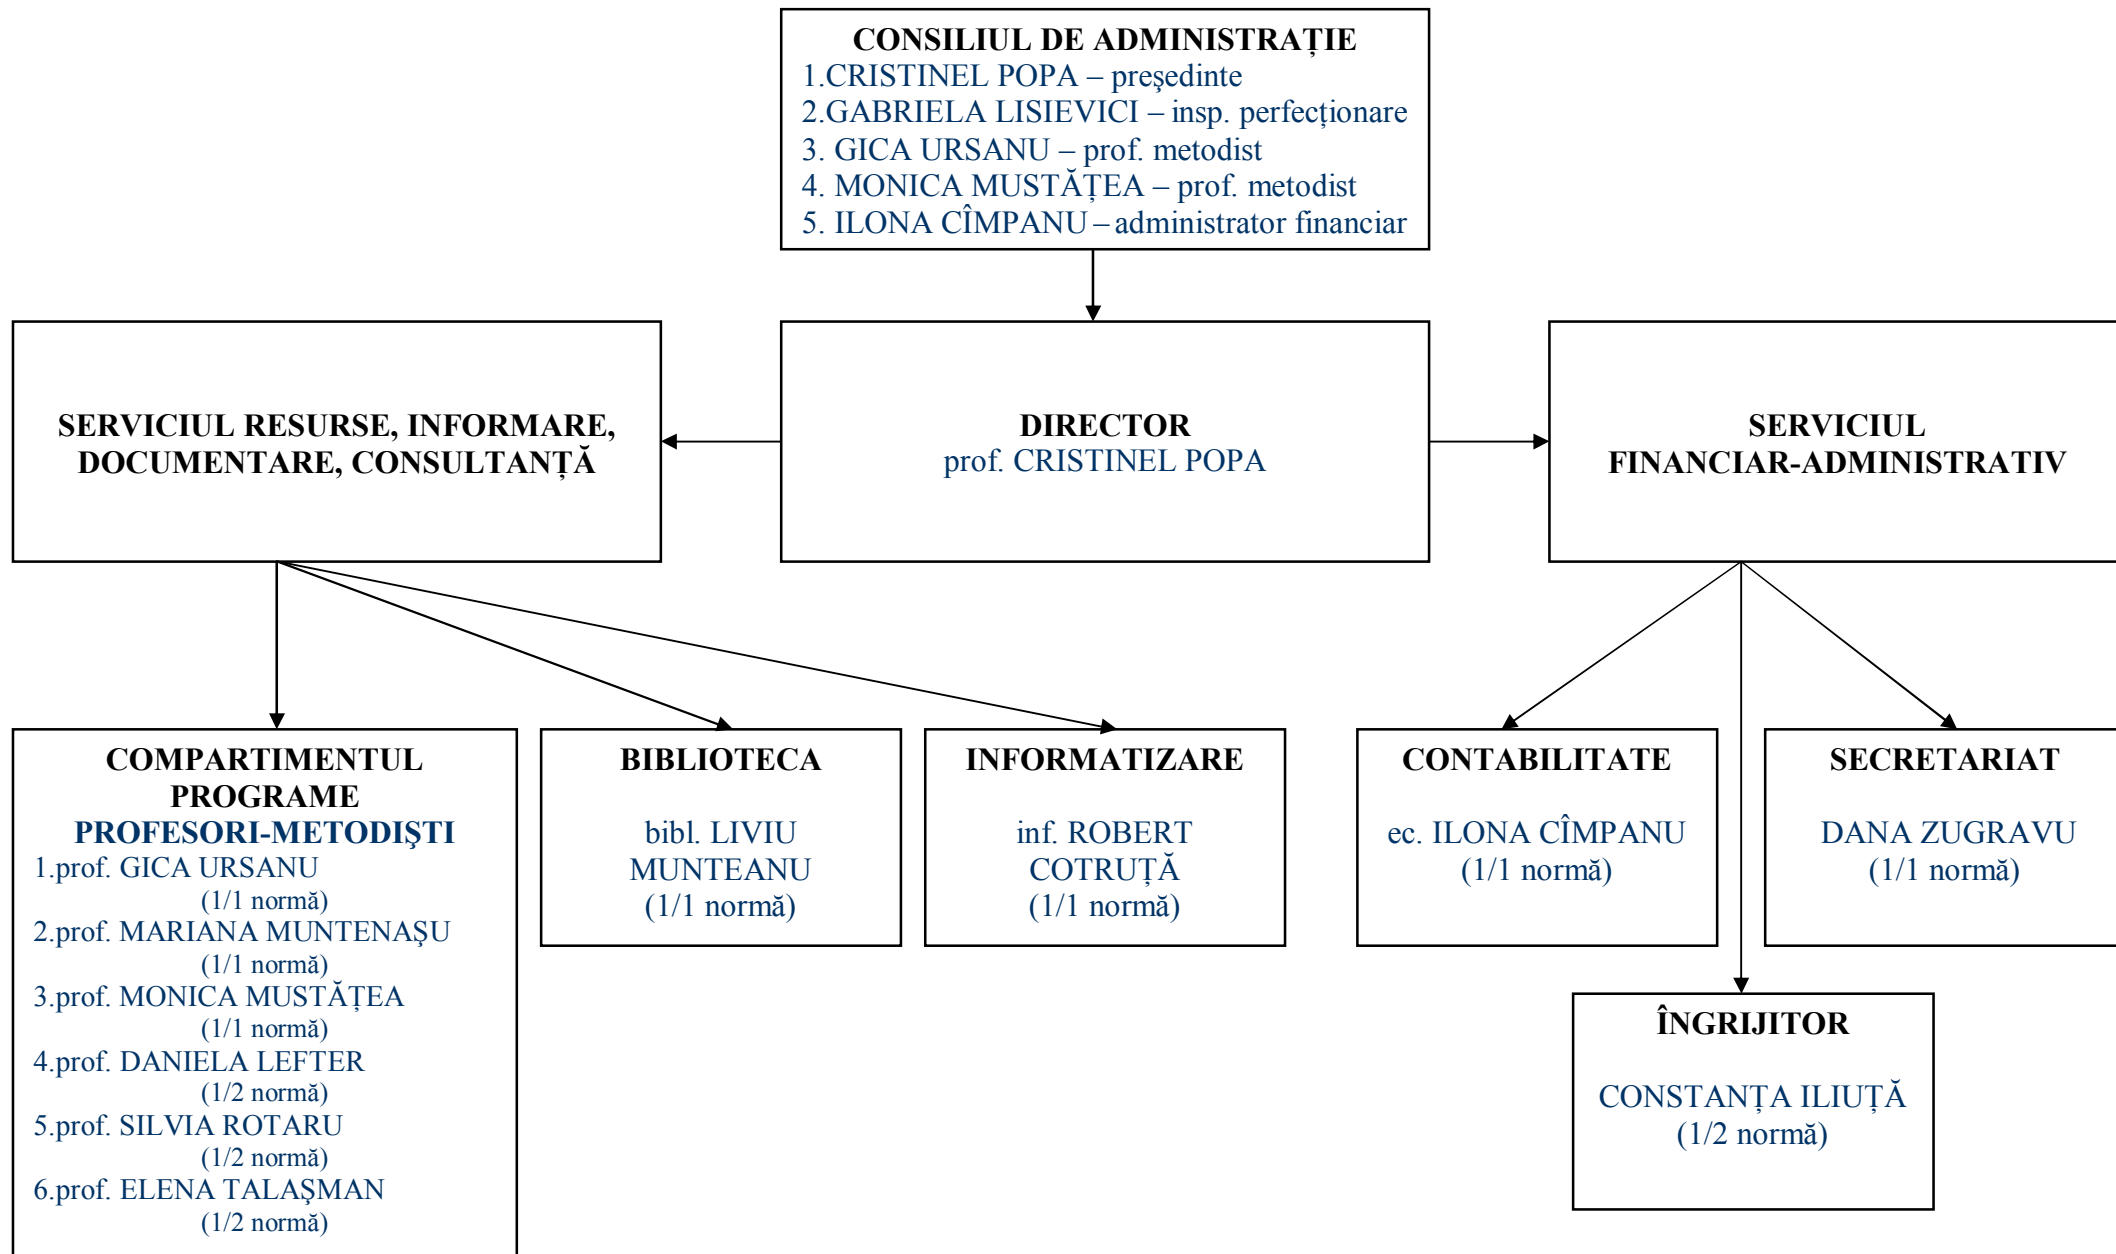 CONSILIUL DE ADMINISTRAȚIE
1.CRISTINEL POPA – preşedinte
2.GABRIELA LISIEVICI – insp. perfecționare
3. GICA URSANU – prof. metodist
4. MONICA MUSTĂȚEA – prof. metodist
5. ILONA CÎMPANU – administrator financiar
SERVICIUL RESURSE, INFORMARE,
DOCUMENTARE, CONSULTANȚĂ
DIRECTOR
prof. CRISTINEL POPA
SERVICIUL
FINANCIAR-ADMINISTRATIV
COMPARTIMENTUL
PROGRAME
PROFESORI-METODIŞTI
1.prof. GICA URSANU
(1/1 normă)
2.prof. MARIANA MUNTENAŞU
(1/1 normă)
3.prof. MONICA MUSTĂȚEA
(1/1 normă)
4.prof. DANIELA LEFTER
(1/2 normă)
5.prof. SILVIA ROTARU
(1/2 normă)
6.prof. ELENA TALAŞMAN
(1/2 normă)
BIBLIOTECA
bibl. LIVIU
MUNTEANU
(1/1 normă)
INFORMATIZARE
inf. ROBERT
COTRUȚĂ
(1/1 normă)
CONTABILITATE
ec. ILONA CÎMPANU
(1/1 normă)
SECRETARIAT
DANA ZUGRAVU
(1/1 normă)
ÎNGRIJITOR
CONSTANȚA ILIUȚĂ
(1/2 normă)